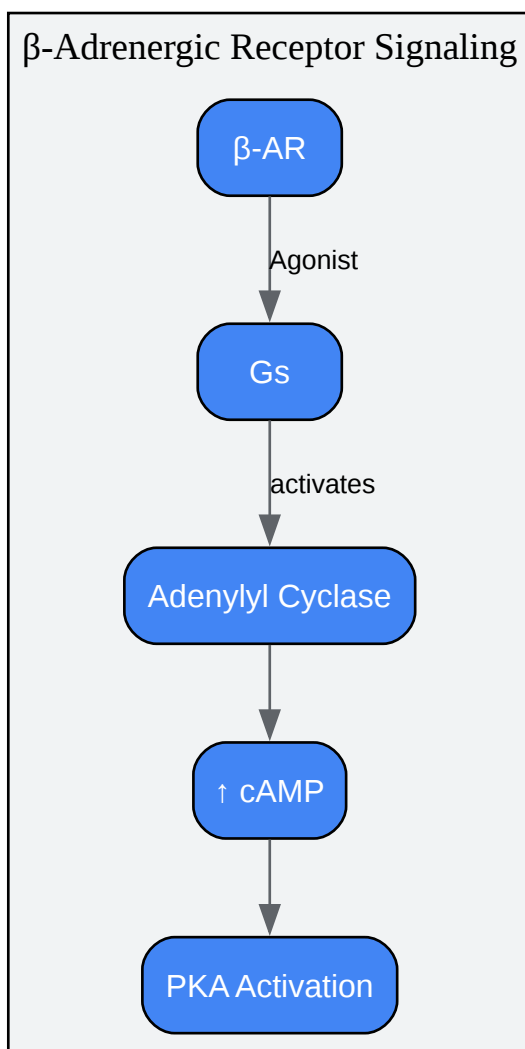 β-Adrenergic Receptor Signaling
β-AR
Agonist
Gs
activates
Adenylyl Cyclase
↑ cAMP
PKA Activation